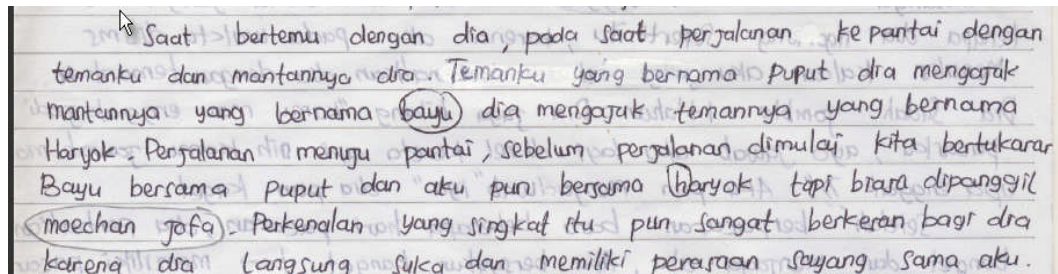 Saat bertemu dengan dia, pada saat perjalanan ke pantai dengan
temanku dan mantannya dia. Temanku yang bernama Puput dia mengajak
mantannya yang bernama bayu dia mengajak temannya yang bernama
Haryok. Perjalanan menuju pantai, sebelum perjalanan dimulai kita bertukaran
Bayu bersama puput dan aku pun bersama haryok tapi biasa dipanggil
moechan Jofa. Perkenalan yang singkat itu pun sangat berkeran bagi dia
karena dia langsung suka dan memiliki perasaan sayang sama aku.